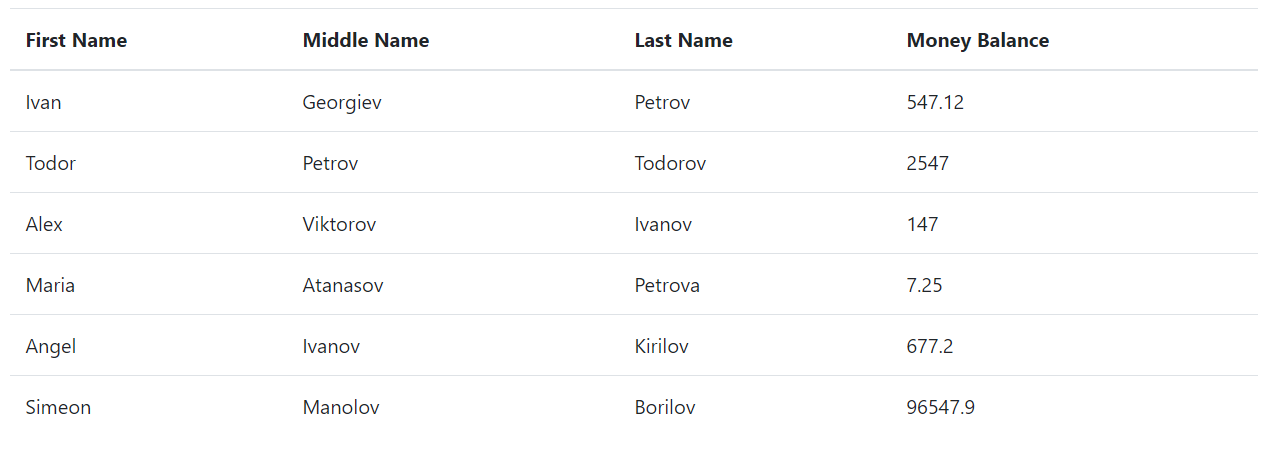 First Name Middle Name Last Name Money Balance
Ivan Georgiev Petrov 547.12
Todor Petrov Todorov 2547
Alex Viktorov Ivanov 147
Maria Atanasov Petrova 7.25
Angel Ivanov Kirilov 677.2
Simeon Manolov Borilov 96547.9